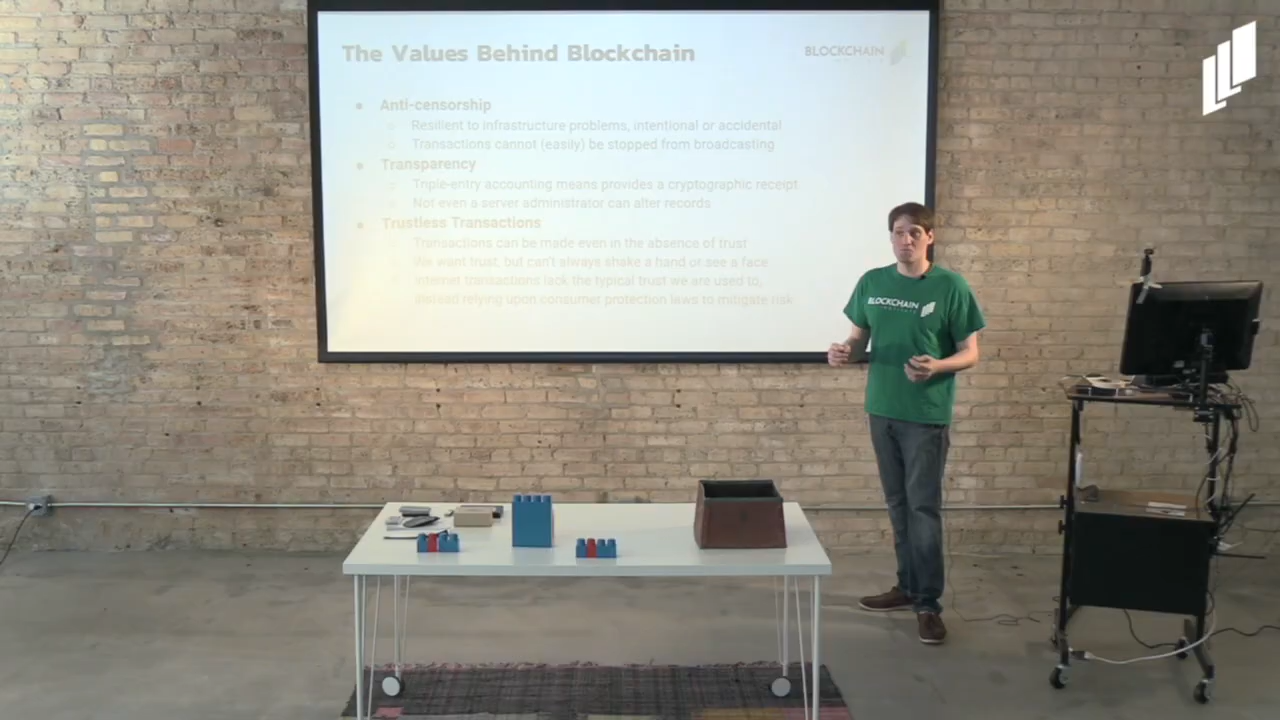 The Values Behind Blockchain
BLOCKCHAIN
INSTITUTE
● Anti-censorship
○ Resilient to infrastructure problems, intentional or accidental
○ Transactions cannot (easily) be stopped from broadcasting
● Transparency
○ Triple-entry accounting means provides a cryptographic receipt
○ Not even a server administrator can alter records
● Trustless Transactions
○ Transactions can be made even in the absence of trust
○ We want trust, but can't always shake a hand or see a face
○ Internet transactions lack the typical trust we are used to,
instead relying upon consumer protection laws to mitigate risk
BLOCKCHAIN
INSTITUTE